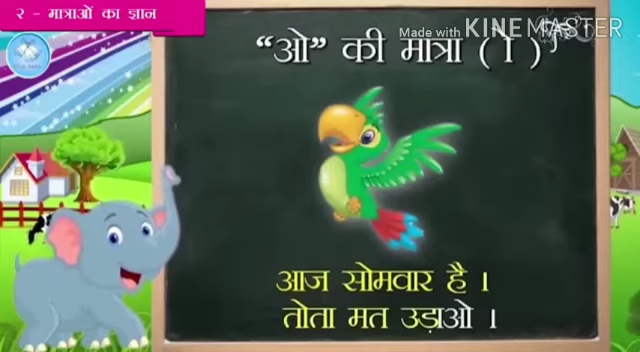 २ - मात्राओं का ज्ञान
Made with KINEMASTER
“ओ” की मात्रा ( ो )
आज सोमवार है ।
तोता मत उड़ाओ ।